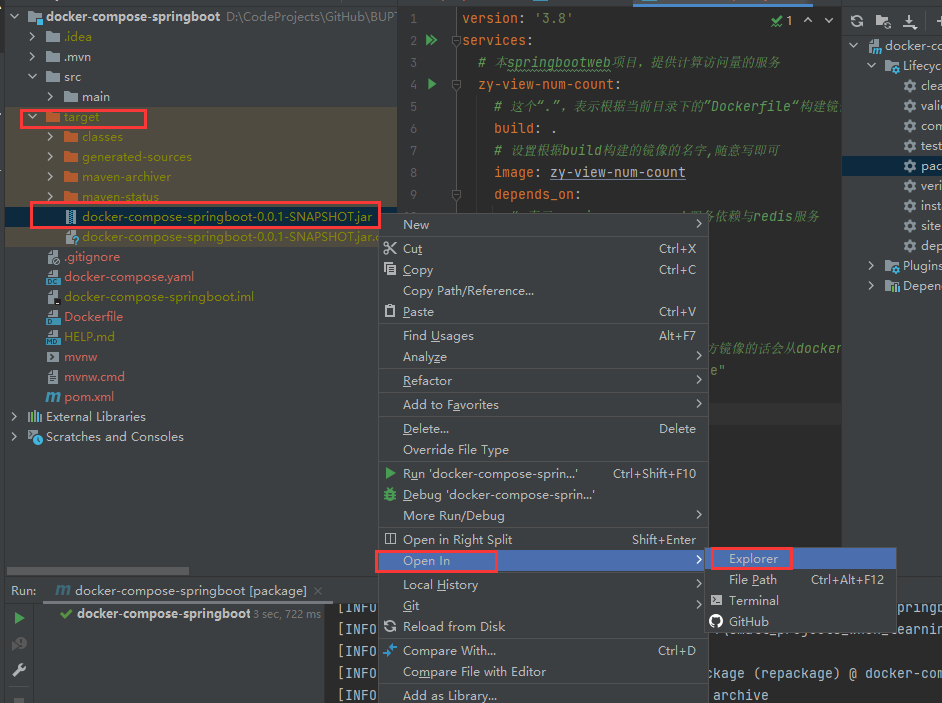 docker-compose-springboot D:\CodeProjects\GitHub\BUP
.idea
.mvn
src
main
target
classes
generated-sources
maven-archiver
maven-status
docker-compose-springboot-0.0.1-SNAPSHOT.jar
docker-compose-springboot-0.0.1-SNAPSHOT.jar.
.gitignore
docker-compose.yaml
docker-compose-springboot.iml
Dockerfile
HELP.md
mvnw
mvnw.cmd
pom.xml
External Libraries
Scratches and Consoles
1 version: '3.8'
2 services:
3 # 本springbootweb项目，提供计算访问量的服务
4 zy-view-num-count:
5 # 这个“.”，表示根据当前目录下的“Dockerfile”构建镜
6 build: .
7 # 设置根据build构建的镜像的名字,随意写即可
8 image: zy-view-num-count
9 depends_on:
服务依赖与redis服务
方镜像的话会从docker
e"
1
docker-co
Lifecyc
clea
valid
com
test
pac
veri
inst
site
dep
Plugins
Depen
New
Cut Ctrl+X
Copy Ctrl+C
Copy Path/Reference...
Paste Ctrl+V
Find Usages Alt+F7
Analyze
Refactor
Add to Favorites
Delete... Delete
Override File Type
Run 'docker-compose-sprin...' Ctrl+Shift+F10
Debug 'docker-compose-sprin...'
More Run/Debug
Open in Right Split Shift+Enter
Open In
Local History
Git
Reload from Disk
Compare With... Ctrl+D
Compare File with Editor
Add as Library...
Explorer
File Path Ctrl+Alt+F12
Terminal
GitHub
Run: docker-compose-springboot [package]
docker-compose-springboot 3 sec, 722 ms
[INFO
[INFO
[INFO
[INFO
[INFO
pringbo
learnin
ckage (repackage) @ docker-com
archive